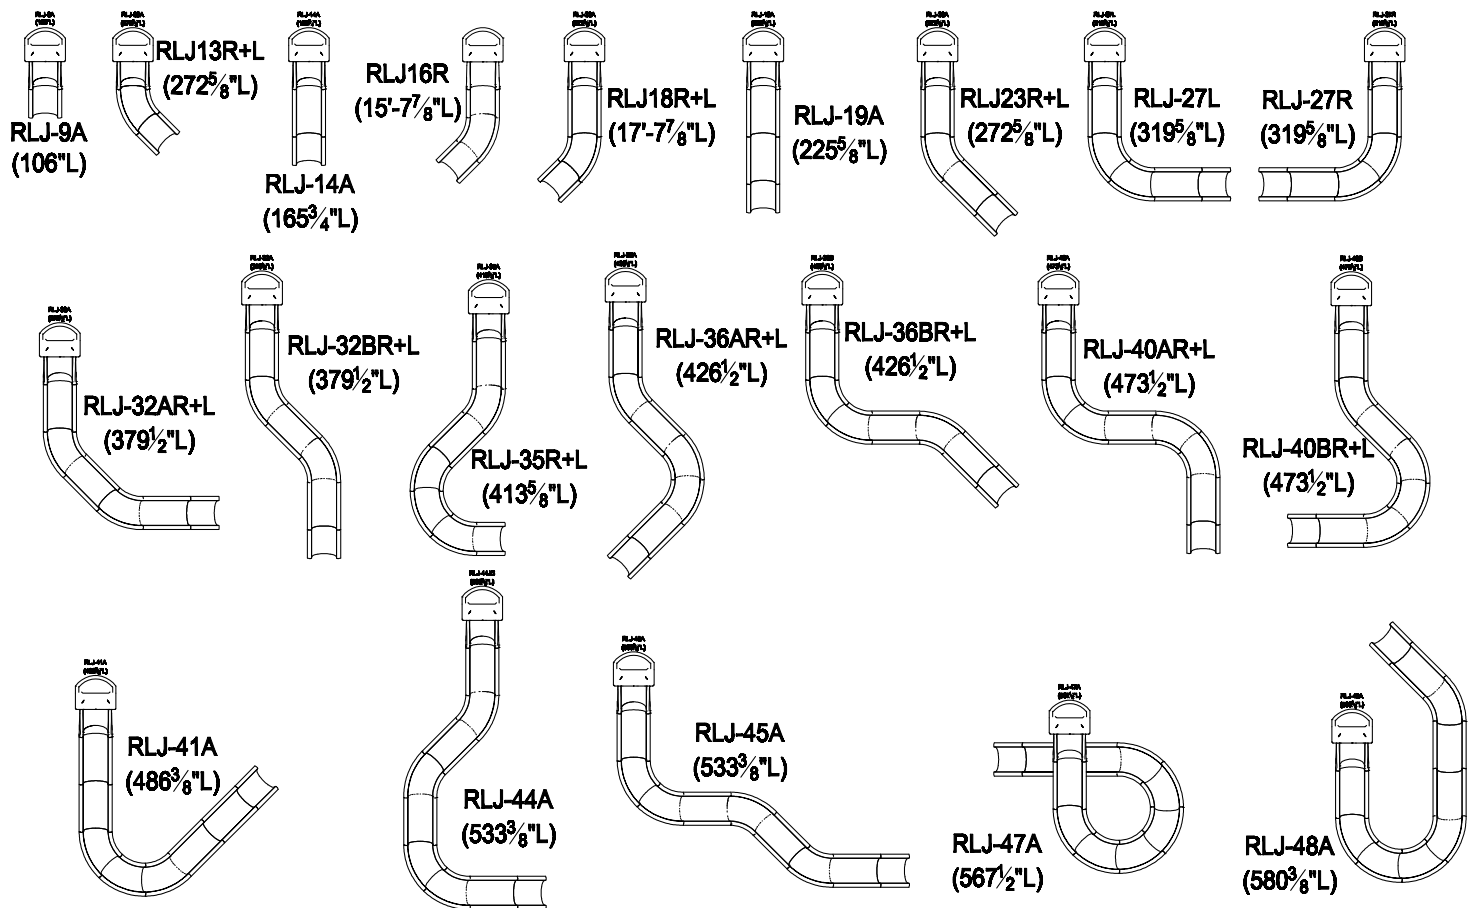 RLJ-9A
(106"L)
RLJ13R+L
(272⅝"L)
RLJ-14A
(165¾"L)
RLJ16R
(15'-7⅞"L)
RLJ18R+L
(17'-7⅞"L)
RLJ-19A
(225⅝"L)
RLJ23R+L
(272⅝"L)
RLJ-27L
(319⅝"L)
RLJ-27R
(319⅝"L)
RLJ-32AR+L
(379½"L)
RLJ-32BR+L
(379½"L)
RLJ-35R+L
(413⅝"L)
RLJ-36AR+L
(426½"L)
RLJ-36BR+L
(426½"L)
RLJ-40AR+L
(473½"L)
RLJ-40BR+L
(473½"L)
RLJ-41A
(486⅜"L)
RLJ-44A
(533⅜"L)
RLJ-45A
(533⅜"L)
RLJ-47A
(567½"L)
RLJ-48A
(580⅜"L)